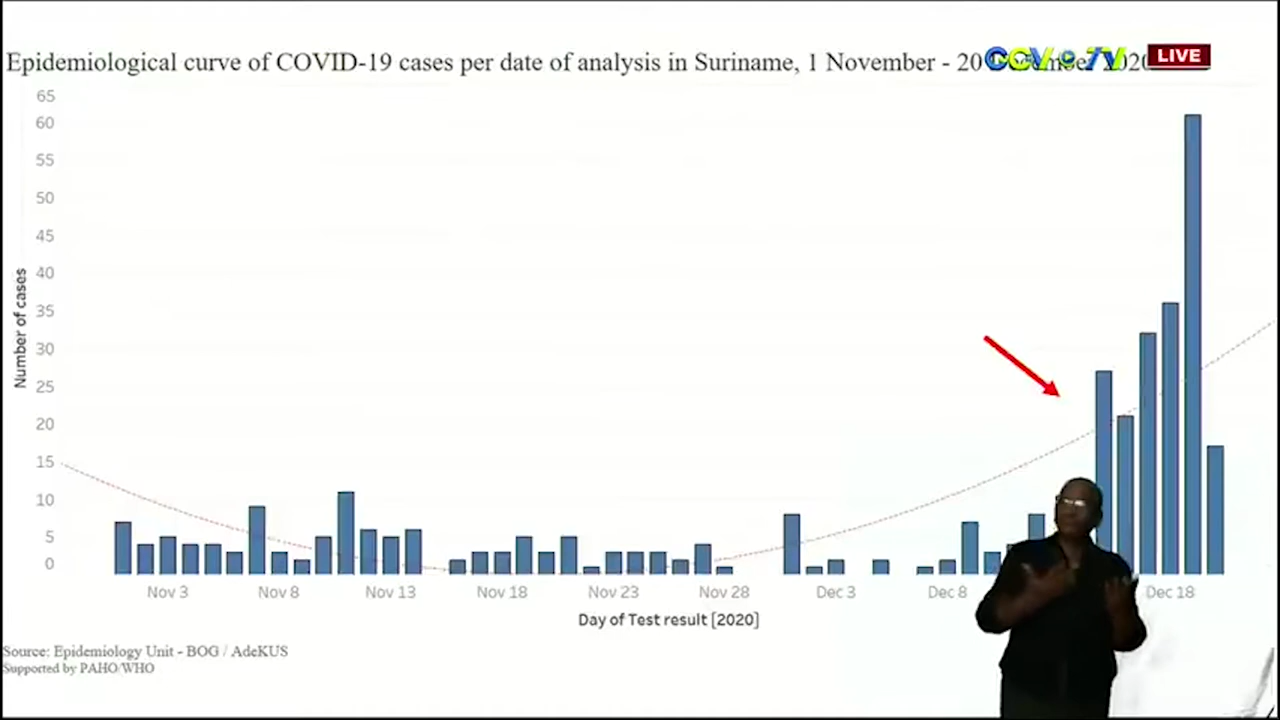 Epidemiological curve of COVID-19 cases per date of analysis in Suriname, 1 November - 20 2020
CCV TV
LIVE
65
60
55
50
45
40
35
30
25
20
15
10
5
0
Number of cases
Nov 3 Nov 8 Nov 13 Nov 18 Nov 23 Nov 28 Dec 3 Dec 8 Dec 18
Day of Test result [2020]
Source: Epidemiology Unit - BOG / AdeKUS
Supported by PAHO/WHO